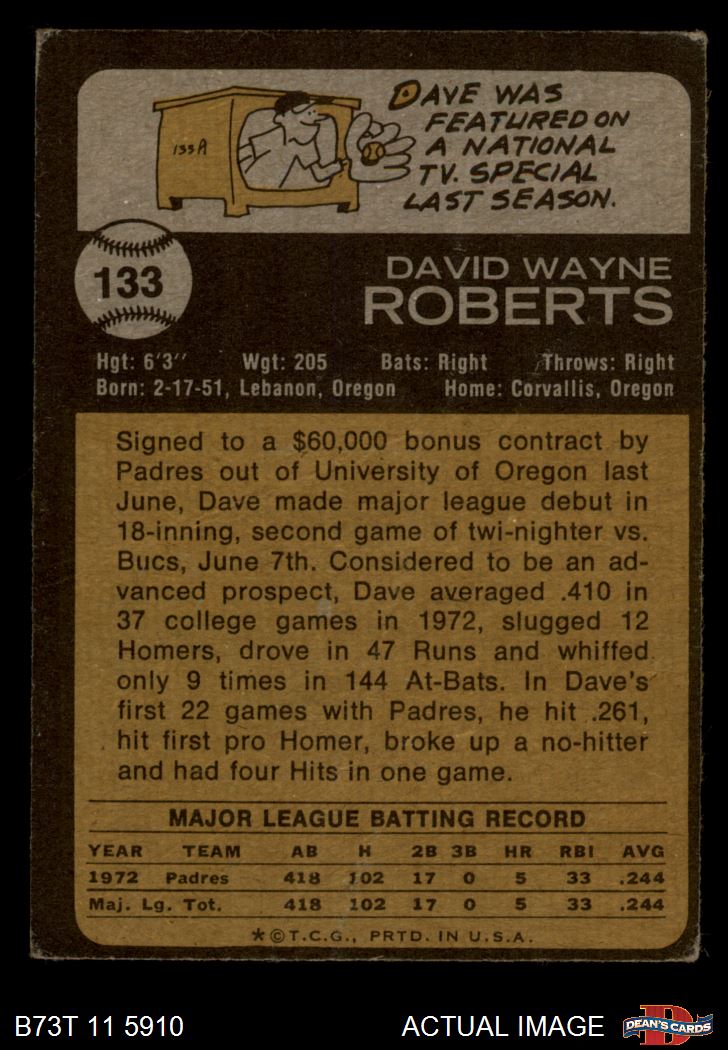 DAVE WAS
FEATURED ON
A NATIONAL
TV. SPECIAL
LAST SEASON.
133A
133
DAVID WAYNE
ROBERTS
Hgt: 6'3" Wgt: 205 Bats: Right Throws: Right
Born: 2-17-51, Lebanon, Oregon Home: Corvallis, Oregon
Signed to a $60,000 bonus contract by
Padres out of University of Oregon last
June, Dave made major league debut in
18-inning, second game of twi-nighter vs.
Bucs, June 7th. Considered to be an ad-
vanced prospect, Dave averaged .410 in
37 college games in 1972, slugged 12
Homers, drove in 47 Runs and whiffed
only 9 times in 144 At-Bats. In Dave's
first 22 games with Padres, he hit .261,
hit first pro Homer, broke up a no-hitter
and had four Hits in one game.
MAJOR LEAGUE BATTING RECORD
YEAR TEAM AB H 2B 3B HR RBI AVG
1972 Padres 418 102 17 0 5 33 .244
Maj. Lg. Tot. 418 102 17 0 5 33 .244
*©T.C.G., PRTD. IN U.S.A.
B73T 11 5910 ACTUAL IMAGE
D
DEAN'S CARDS